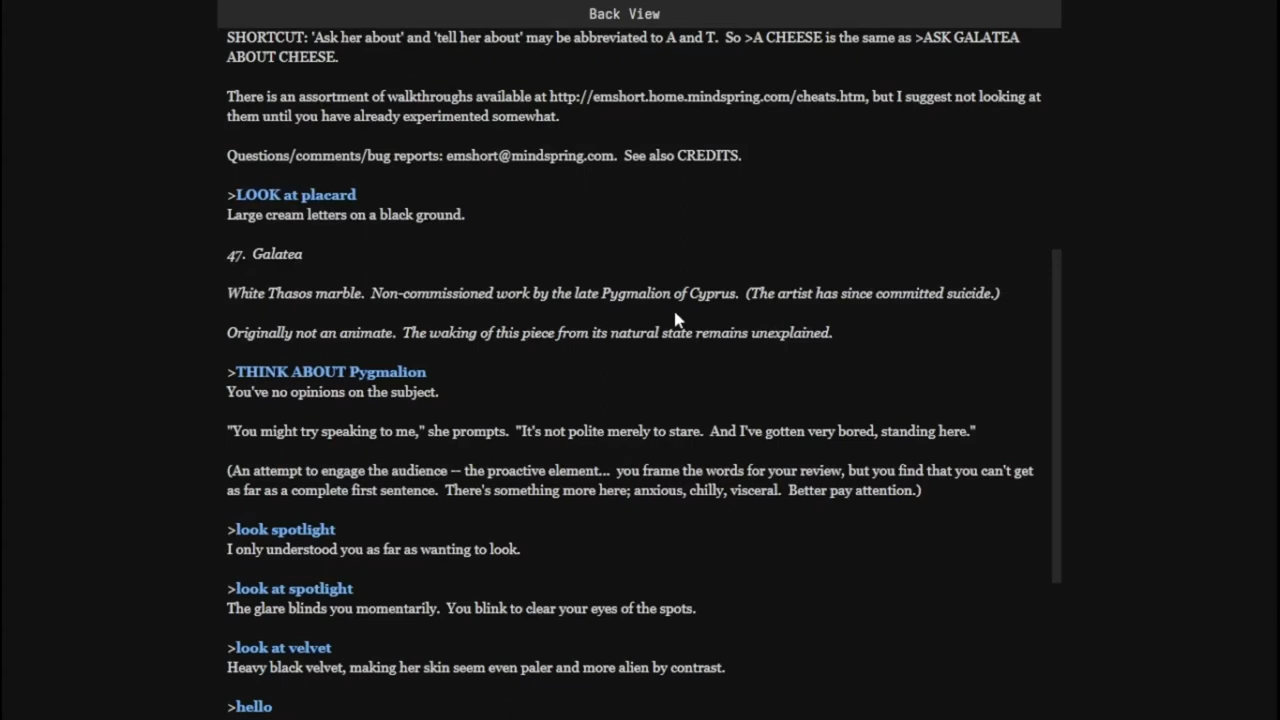 Back View
SHORTCUT: 'Ask her about' and 'tell her about' may be abbreviated to A and T.  So >A CHEESE is the same as >ASK GALATEA
ABOUT CHEESE.
There is an assortment of walkthroughs available at http://emshort.home.mindspring.com/cheats.htm, but I suggest not looking at
them until you have already experimented somewhat.
Questions/comments/bug reports: emshort@mindspring.com.  See also CREDITS.
>LOOK at placard
Large cream letters on a black ground.
47.  Galatea
White Thasos marble.  Non-commissioned work by the late Pygmalion of Cyprus.  (The artist has since committed suicide.)
Originally not an animate.  The waking of this piece from its natural state remains unexplained.
>THINK ABOUT Pygmalion
You've no opinions on the subject.
"You might try speaking to me," she prompts.  "It's not polite merely to stare.  And I've gotten very bored, standing here."
(An attempt to engage the audience -- the proactive element...  you frame the words for your review, but you find that you can't get
as far as a complete first sentence.  There's something more here; anxious, chilly, visceral.  Better pay attention.)
>look spotlight
I only understood you as far as wanting to look.
>look at spotlight
The glare blinds you momentarily.  You blink to clear your eyes of the spots.
>look at velvet
Heavy black velvet, making her skin seem even paler and more alien by contrast.
>hello